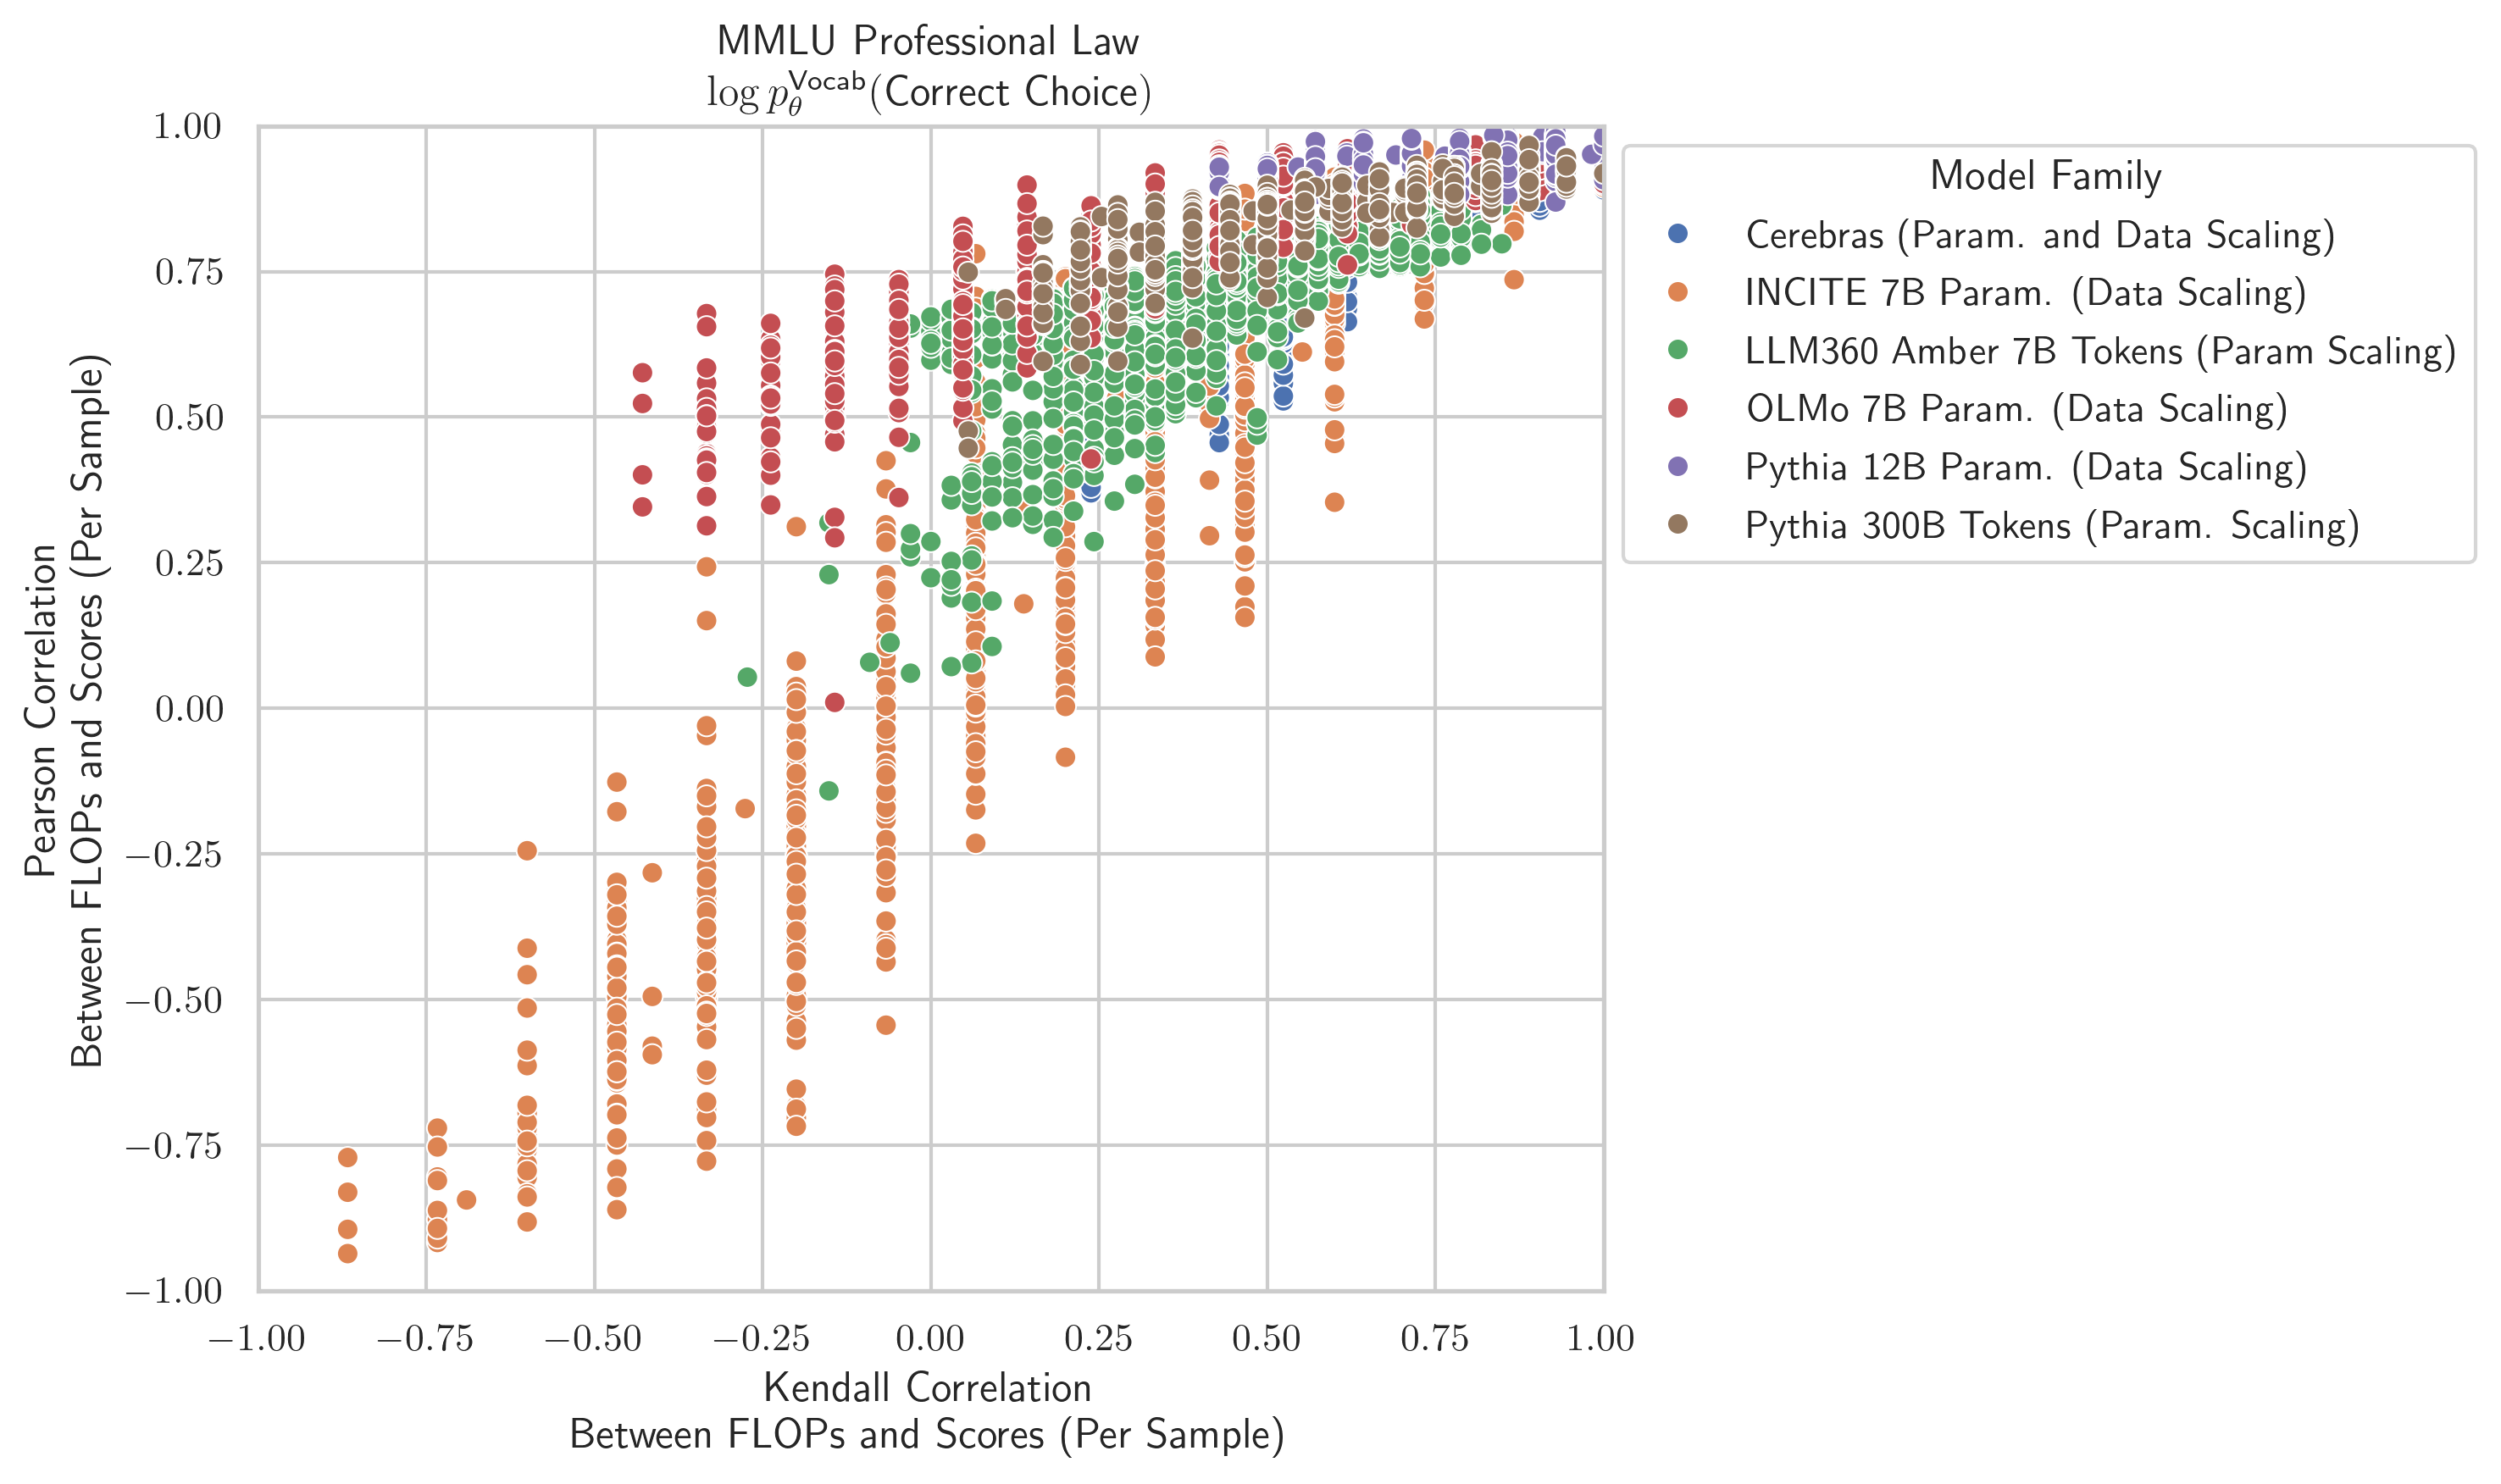 MMLU Professional Law
log p_θ^Vocab(Correct Choice)
1.00
0.75
0.50
0.25
0.00
−0.25
−0.50
−0.75
−1.00
Pearson Correlation
Between FLOPs and Scores (Per Sample)
−1.00 −0.75 −0.50 −0.25 0.00 0.25 0.50 0.75 1.00
Kendall Correlation
Between FLOPs and Scores (Per Sample)
Model Family
Cerebras (Param. and Data Scaling)
INCITE 7B Param. (Data Scaling)
LLM360 Amber 7B Tokens (Param Scaling)
OLMo 7B Param. (Data Scaling)
Pythia 12B Param. (Data Scaling)
Pythia 300B Tokens (Param. Scaling)